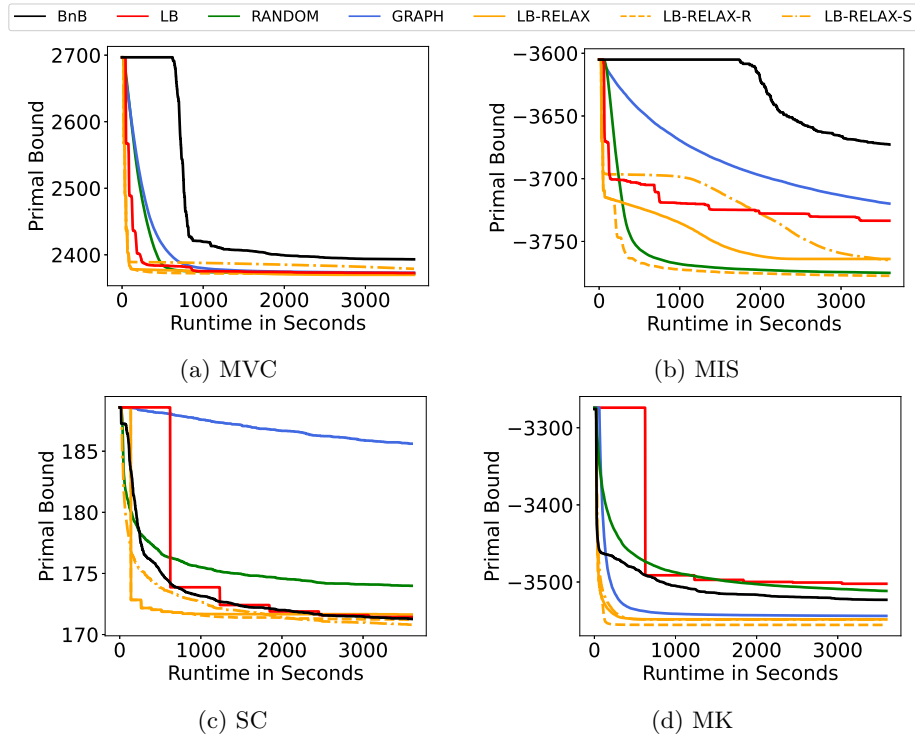 BnB LB RANDOM GRAPH LB-RELAX LB-RELAX-R LB-RELAX-S
2700
2600
2500
2400
Primal Bound
0 1000 2000 3000
Runtime in Seconds
(a) MVC
−3600
−3650
−3700
−3750
Primal Bound
0 1000 2000 3000
Runtime in Seconds
(b) MIS
185
180
175
170
Primal Bound
0 1000 2000 3000
Runtime in Seconds
(c) SC
−3300
−3400
−3500
Primal Bound
0 1000 2000 3000
Runtime in Seconds
(d) MK